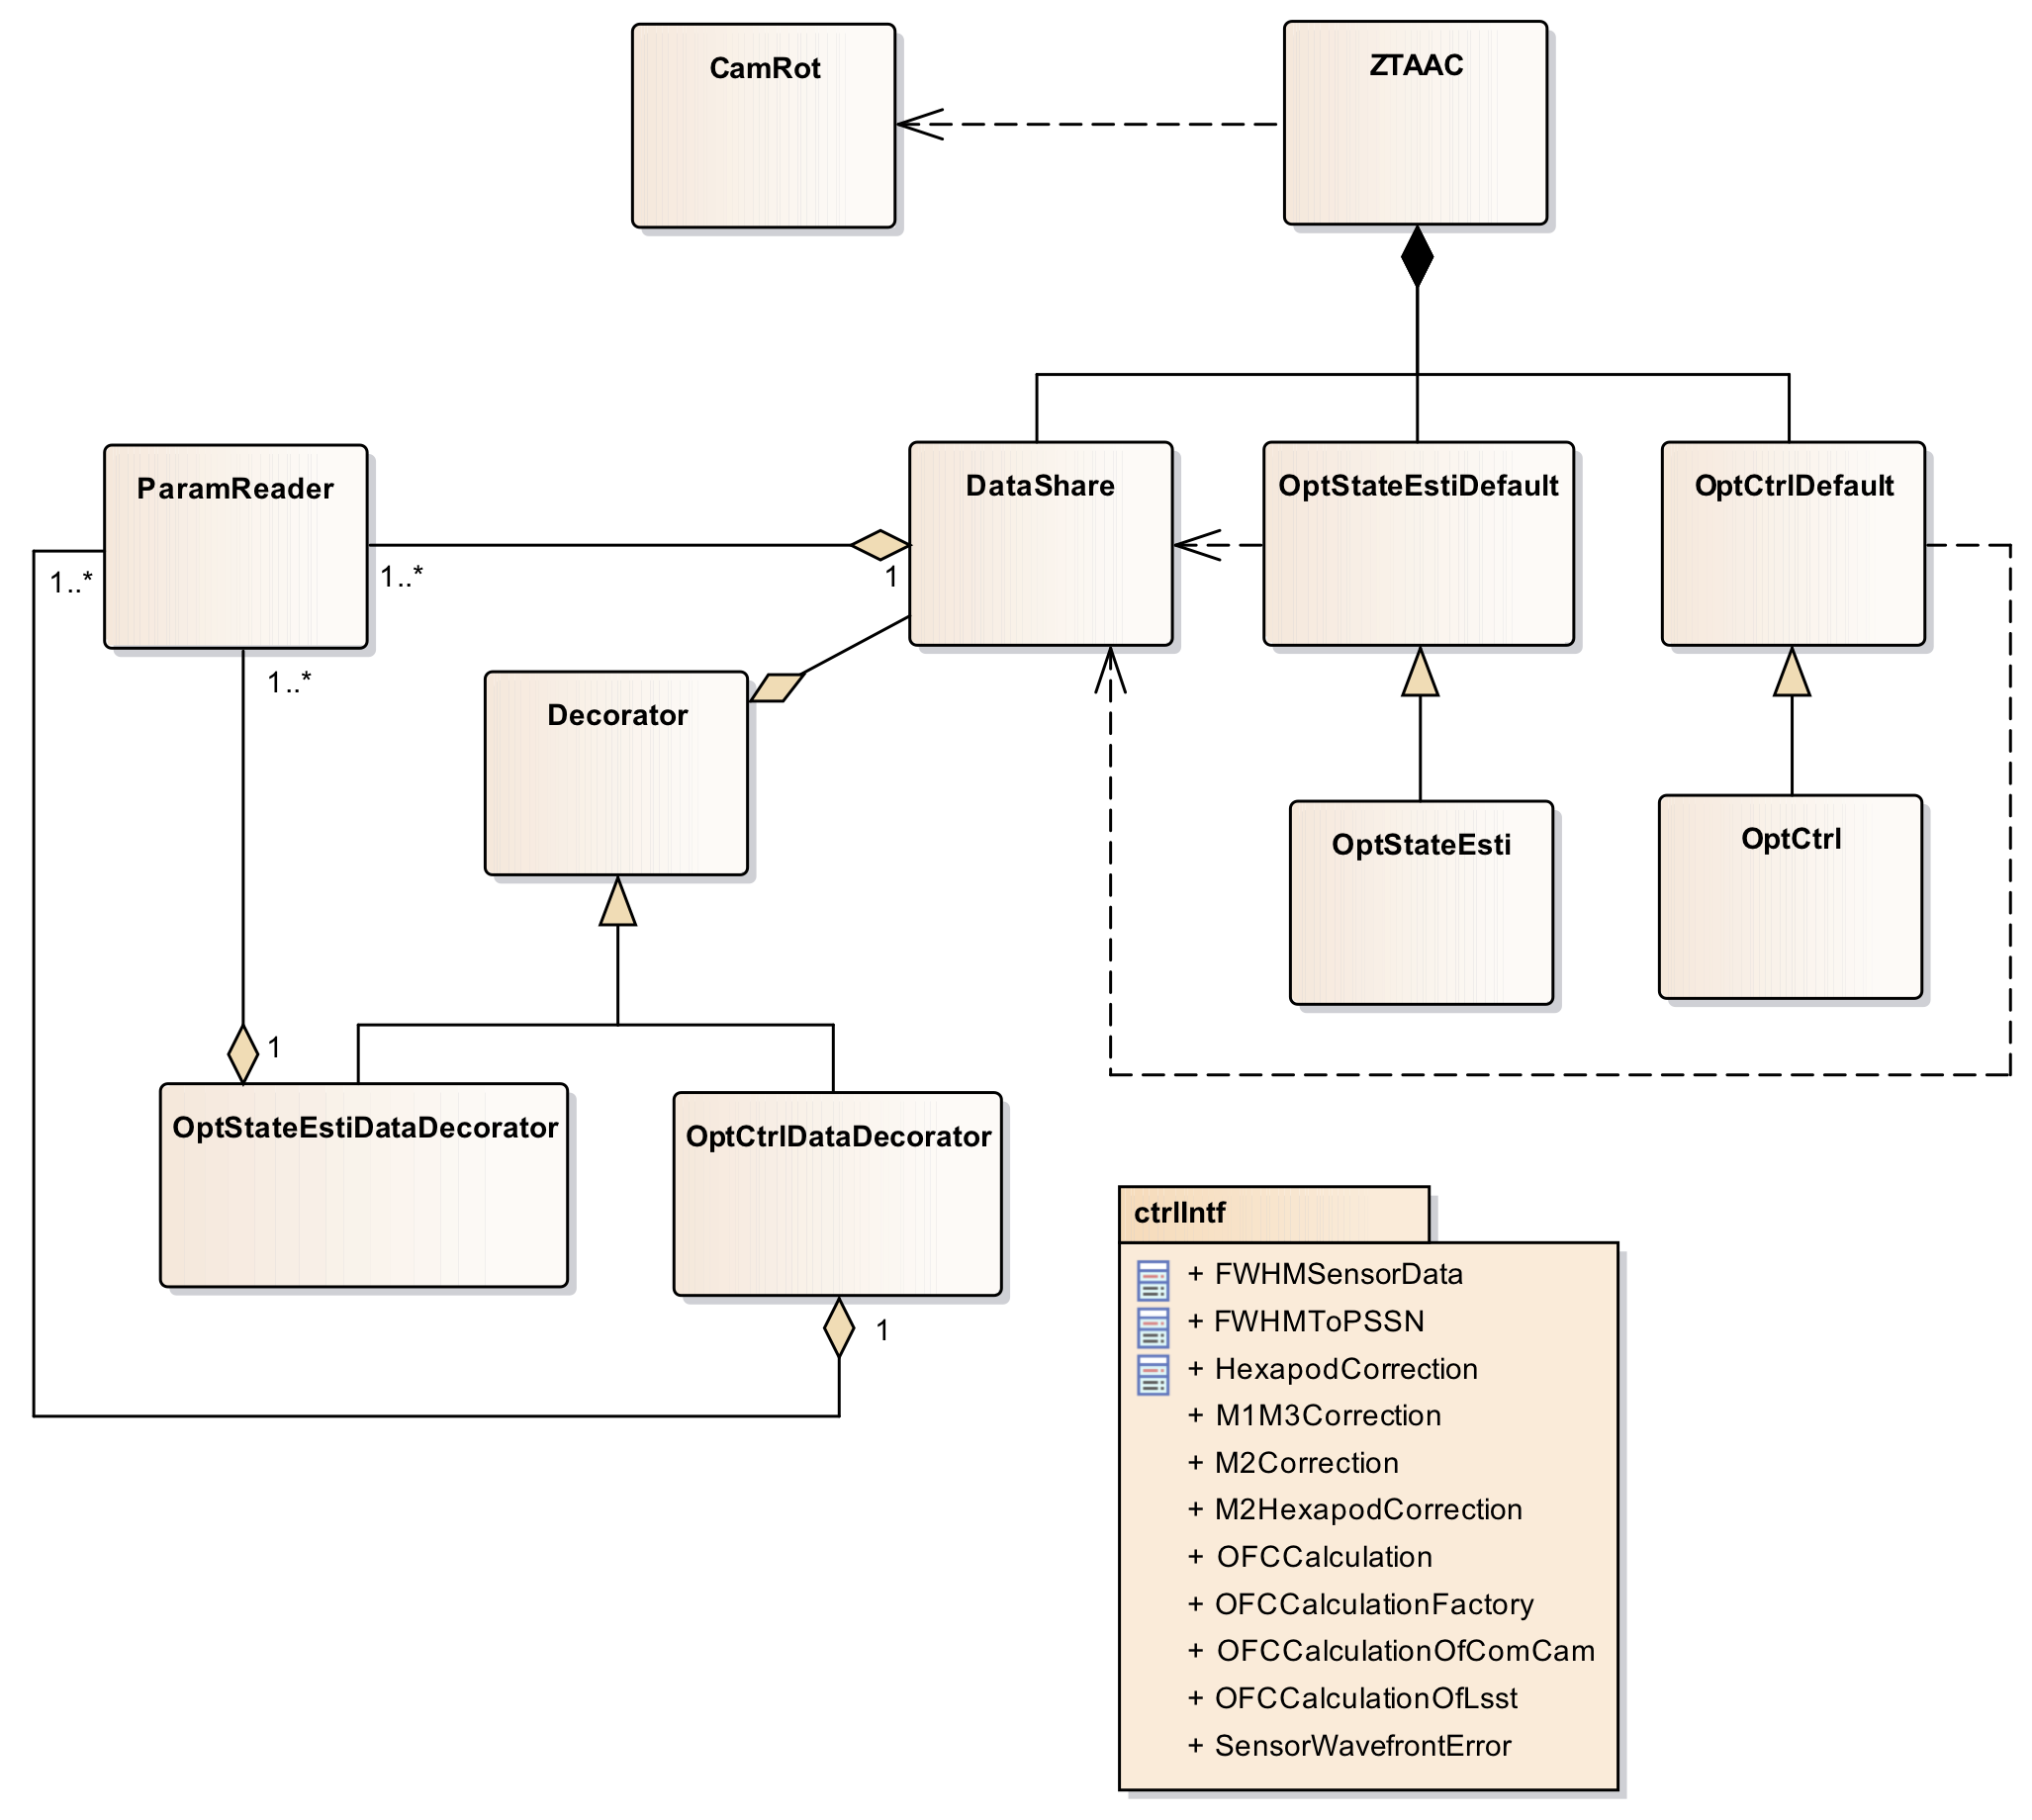 CamRot
ZTAAC
ParamReader
DataShare
OptStateEstiDefault
OptCtrlDefault
1..*
1..*
1
1..*
Decorator
OptStateEsti
OptCtrl
1
OptStateEstiDataDecorator
OptCtrlDataDecorator
1
ctrlIntf
+ FWHMSensorData
+ FWHMToPSSN
+ HexapodCorrection
+ M1M3Correction
+ M2Correction
+ M2HexapodCorrection
+ OFCCalculation
+ OFCCalculationFactory
+ OFCCalculationOfComCam
+ OFCCalculationOfLsst
+ SensorWavefrontError